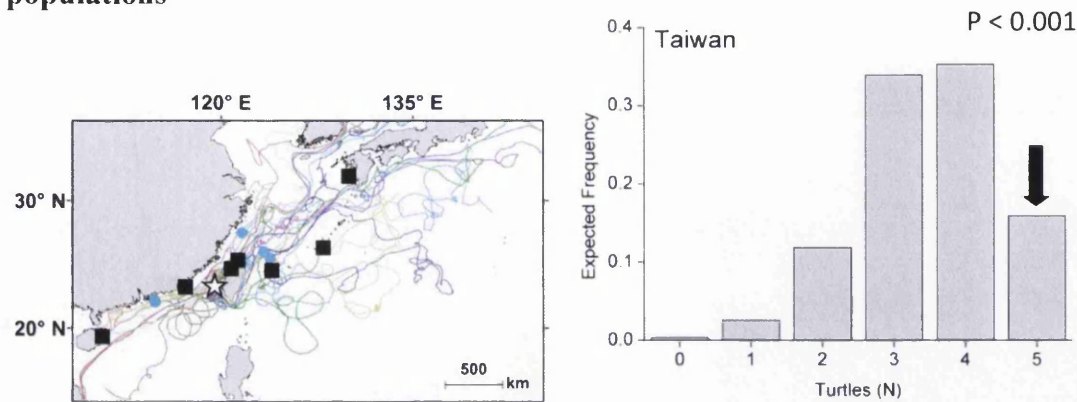 populations
120° E
135° E
30° N
20° N
500
km
P < 0.001
Taiwan
0.4
0.3
0.2
0.1
0.0
Expected Frequency
0
1
2
3
4
5
Turtles (N)